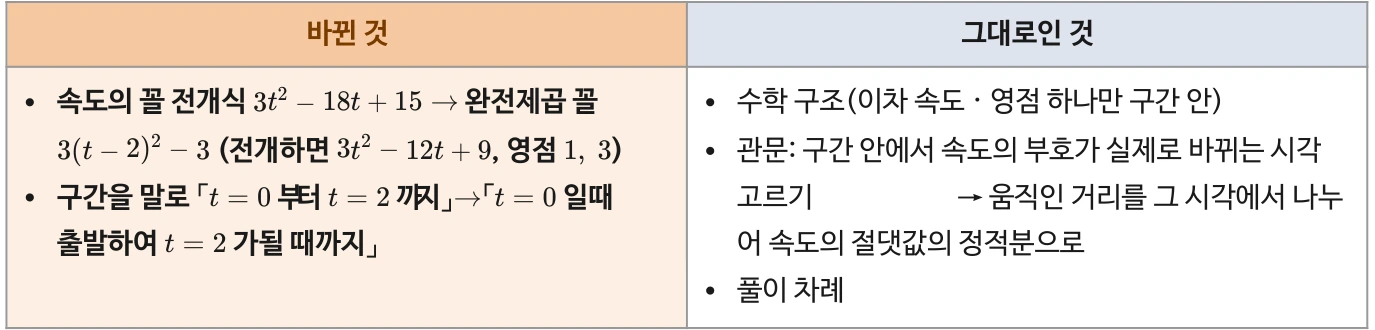 바뀐 것
• 속도의 꼴 전개식 3t² − 18t + 15 → 완전제곱 꼴
3(t − 2)² − 3 (전개하면 3t² − 12t + 9, 영점 1, 3)
• 구간을 말로 「t = 0 부터 t = 2 까지」→「t = 0 일때
출발하여 t = 2 가될 때까지」
그대로인 것
• 수학 구조(이차 속도 · 영점 하나만 구간 안)
• 관문: 구간 안에서 속도의 부호가 실제로 바뀌는 시각
고르기 → 움직인 거리를 그 시각에서 나누
어 속도의 절댓값의 정적분으로
• 풀이 차례